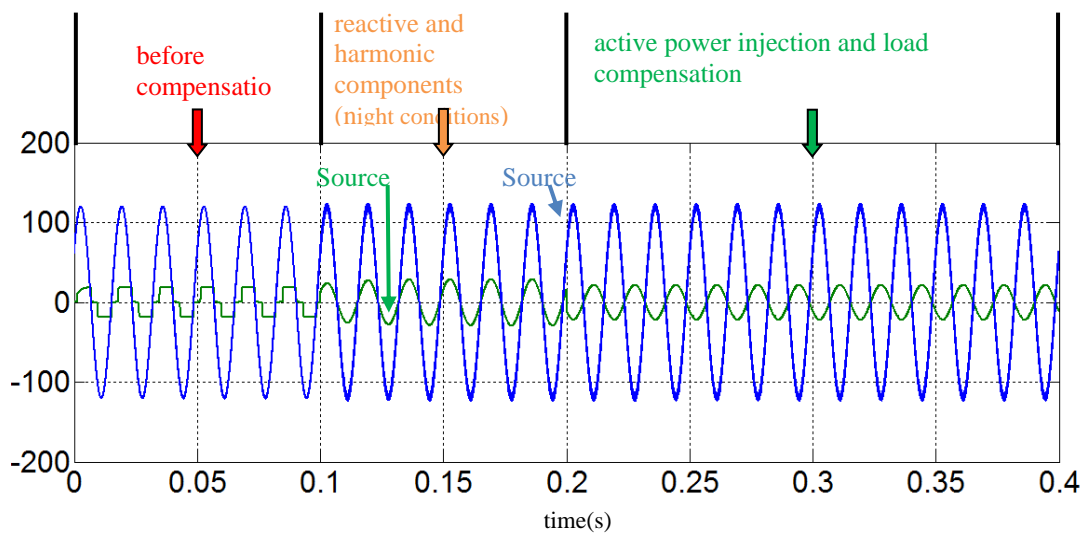 before
compensatio
reactive and
harmonic
components
(night conditions)
active power injection and load
compensation
Source
Source
200
100
0
-100
-200
0
0.05
0.1
0.15
0.2
0.25
0.3
0.35
0.4
time(s)